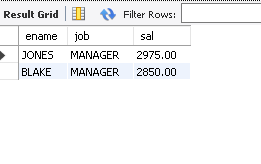 Result Grid Filter Rows:
ename job sal
JONES MANAGER 2975.00
BLAKE MANAGER 2850.00